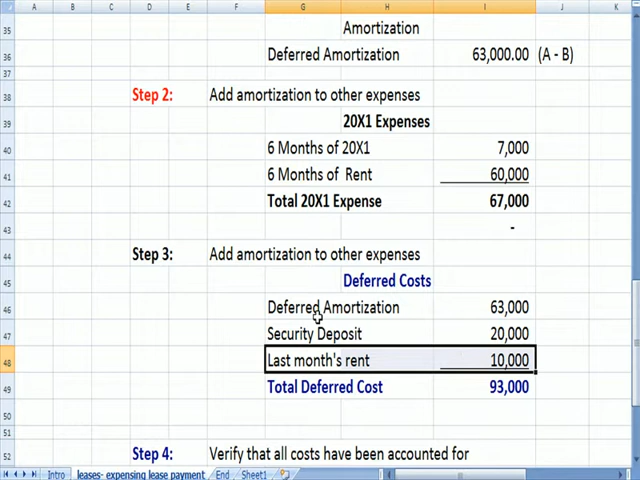 A B C D E F G H I J K
35 Amortization
36 Deferred Amortization 63,000.00 (A - B)
37
38 Step 2: Add amortization to other expenses
39 20X1 Expenses
40 6 Months of 20X1 7,000
41 6 Months of Rent 60,000
42 Total 20X1 Expense 67,000
43 -
44 Step 3: Add amortization to other expenses
45 Deferred Costs
46 Deferred Amortization 63,000
47 Security Deposit 20,000
48 Last month's rent 10,000
49 Total Deferred Cost 93,000
50
51
52 Step 4: Verify that all costs have been accounted for
Intro leases- expensing lease payment End Sheet1